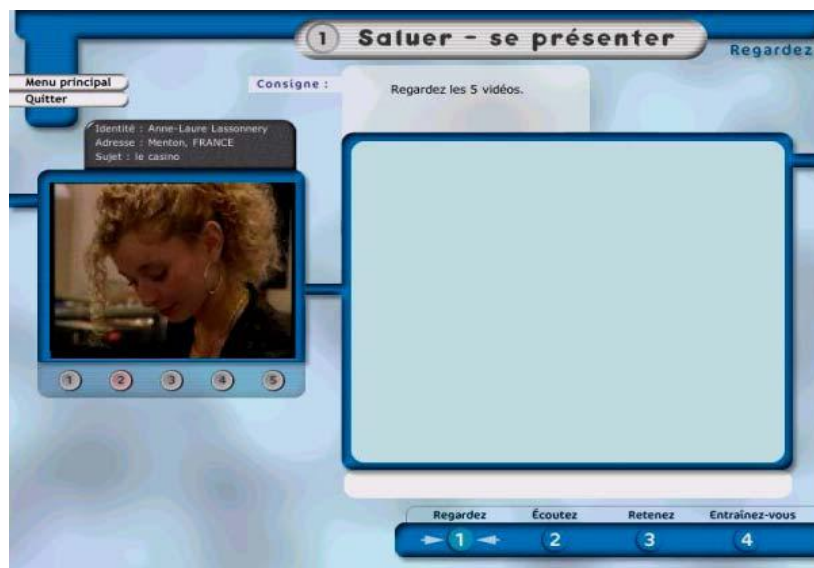 1 Saluer - se présenter
Regardez
Menu principal
Quitter
Consigne :
Regardez les 5 vidéos.
Identité : Anne-Laure Lassonnery
Adresse : Menton, FRANCE
Sujet : le casino
1 2 3 4 5
Regardez Écoutez Retenez Entraînez-vous
1 2 3 4